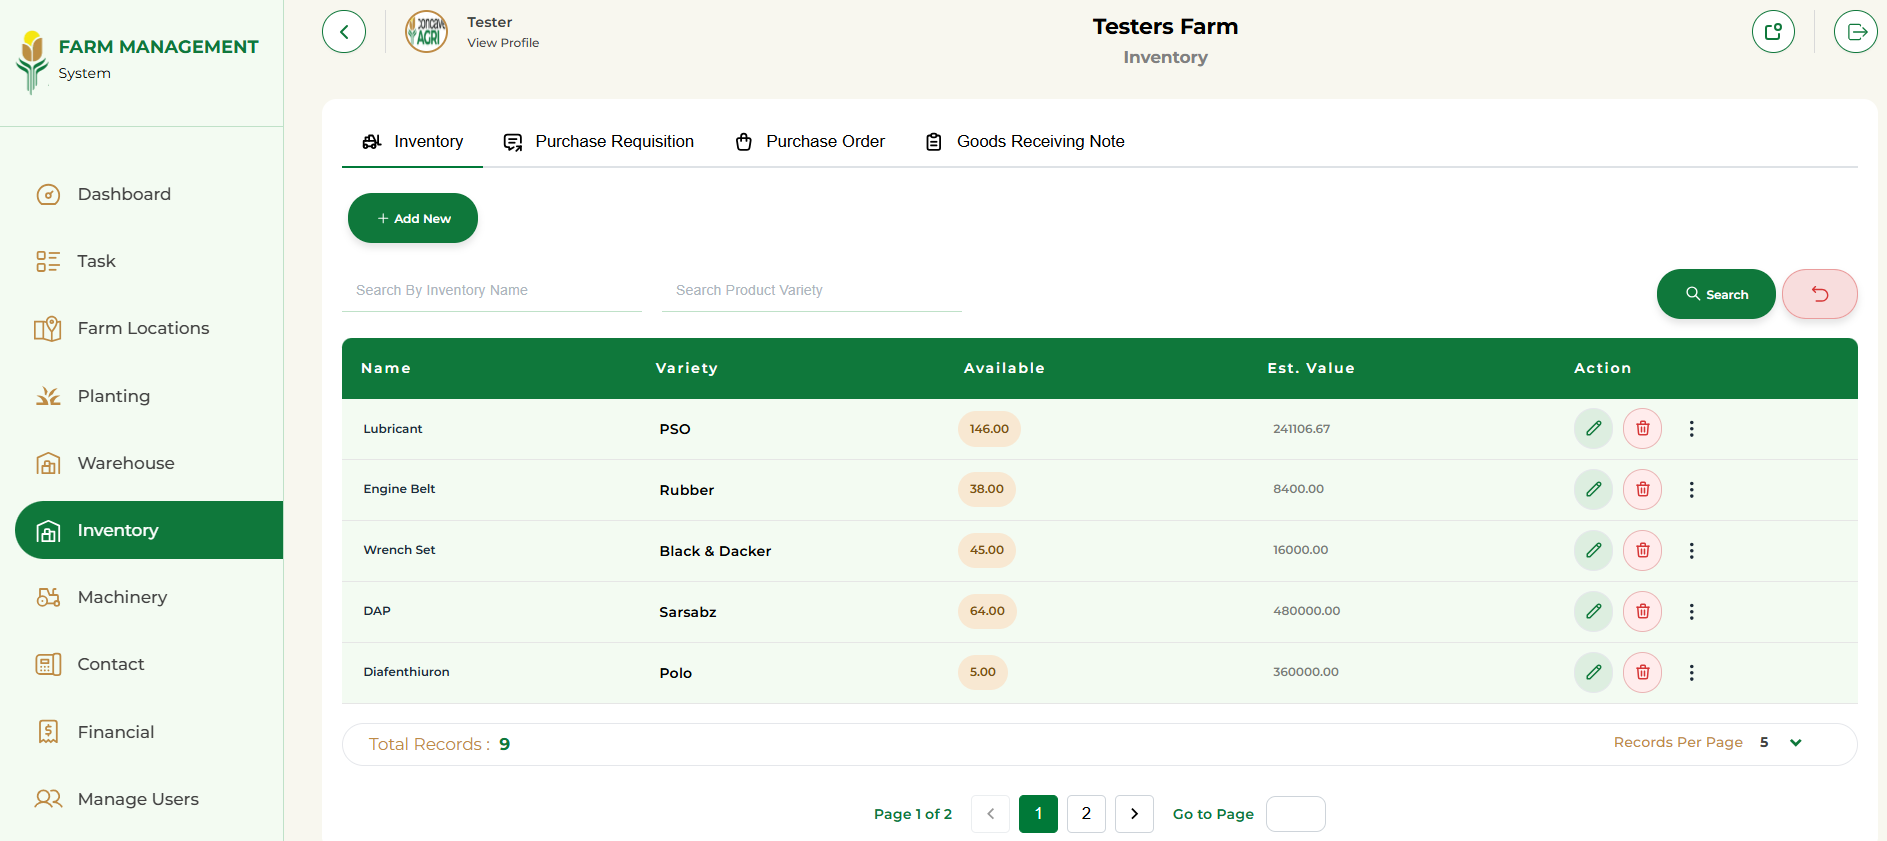 FARM MANAGEMENT
System
Dashboard
Task
Farm Locations
Planting
Warehouse
Inventory
Machinery
Contact
Financial
Manage Users
concave
AGRI
Tester
View Profile
Testers Farm
Inventory
Inventory Purchase Requisition Purchase Order Goods Receiving Note
+ Add New
Search By Inventory Name Search Product Variety Search
Name Variety Available Est. Value Action
Lubricant PSO 146.00 241106.67
Engine Belt Rubber 38.00 8400.00
Wrench Set Black & Dacker 45.00 16000.00
DAP Sarsabz 64.00 480000.00
Diafenthiuron Polo 5.00 360000.00
Total Records : 9 Records Per Page 5
Page 1 of 2 1 2 Go to Page